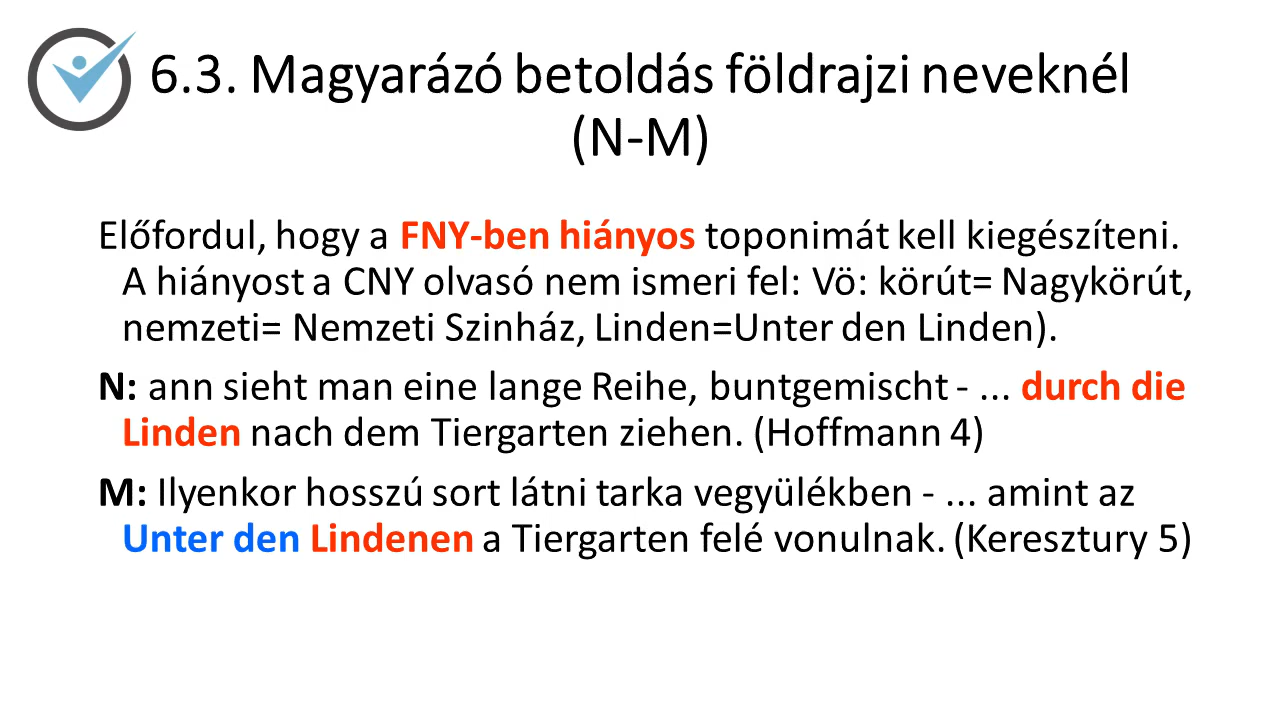 6.3. Magyarázó betoldás földrajzi neveknél
(N-M)
Előfordul, hogy a FNY-ben hiányos toponimát kell kiegészíteni.
A hiányost a CNY olvasó nem ismeri fel: Vö: körút= Nagykörút,
nemzeti= Nemzeti Szinház, Linden=Unter den Linden).
N: ann sieht man eine lange Reihe, buntgemischt - ... durch die
Linden nach dem Tiergarten ziehen. (Hoffmann 4)
M: Ilyenkor hosszú sort látni tarka vegyülékben - ... amint az
Unter den Lindenen a Tiergarten felé vonulnak. (Keresztury 5)